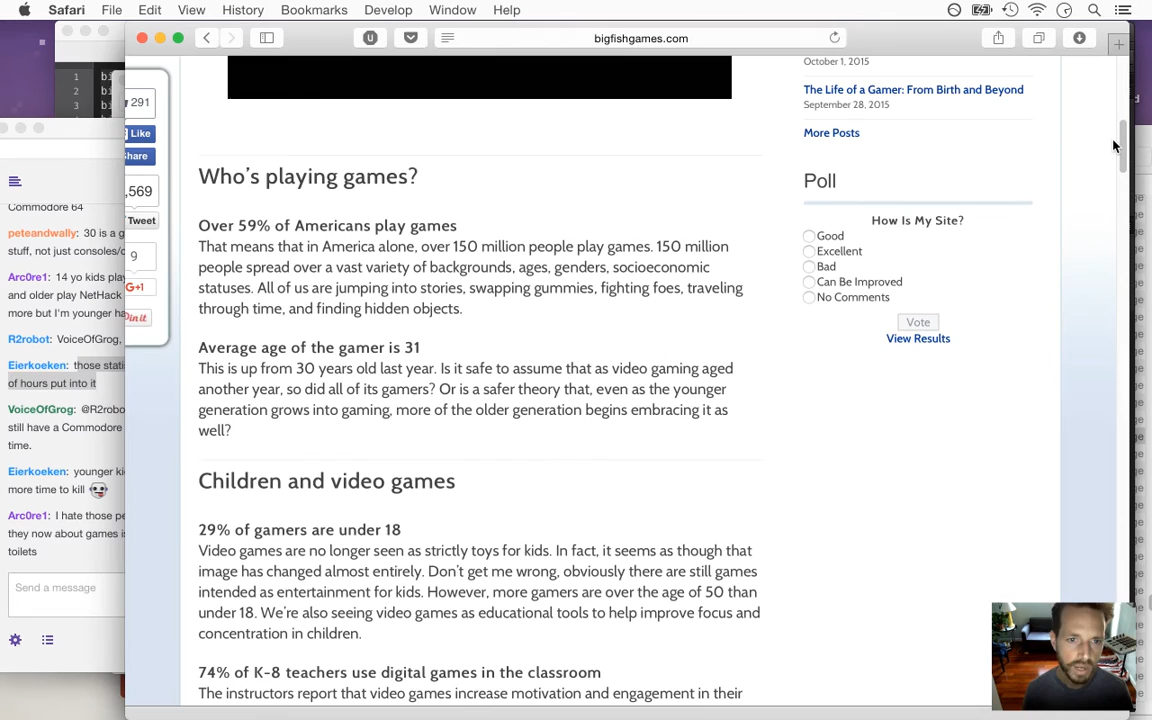 Safari File Edit View History Bookmarks Develop Window Help
bigfishgames.com
1 bi
2 bi
3 bi
291
Like
Share
,569
Tweet
9
G+1
Pin it
October 1, 2015
The Life of a Gamer: From Birth and Beyond
September 28, 2015
More Posts
Poll
How Is My Site?
Good
Excellent
Bad
Can Be Improved
No Comments
Vote
View Results
Who's playing games?
Over 59% of Americans play games
That means that in America alone, over 150 million people play games. 150 million
people spread over a vast variety of backgrounds, ages, genders, socioeconomic
statuses. All of us are jumping into stories, swapping gummies, fighting foes, traveling
through time, and finding hidden objects.
Average age of the gamer is 31
This is up from 30 years old last year. Is it safe to assume that as video gaming aged
another year, so did all of its gamers? Or is a safer theory that, even as the younger
generation grows into gaming, more of the older generation begins embracing it as
well?
Children and video games
29% of gamers are under 18
Video games are no longer seen as strictly toys for kids. In fact, it seems as though that
image has changed almost entirely. Don't get me wrong, obviously there are still games
intended as entertainment for kids. However, more gamers are over the age of 50 than
under 18. We're also seeing video games as educational tools to help improve focus and
concentration in children.
74% of K-8 teachers use digital games in the classroom
The instructors report that video games increase motivation and engagement in their
Commodore 64
peteandwally: 30 is a g
stuff, not just consoles/c
Arc0re1: 14 yo kids play
and older play NetHack
more but I'm younger ha
R2robot: VoiceOfGrog,
Eierkoeken: those stati
of hours put into it
VoiceOfGrog: @R2robo
still have a Commodore
time.
Eierkoeken: younger ki
more time to kill
Arc0re1: I hate those pe
they now about games is
toilets
Send a message